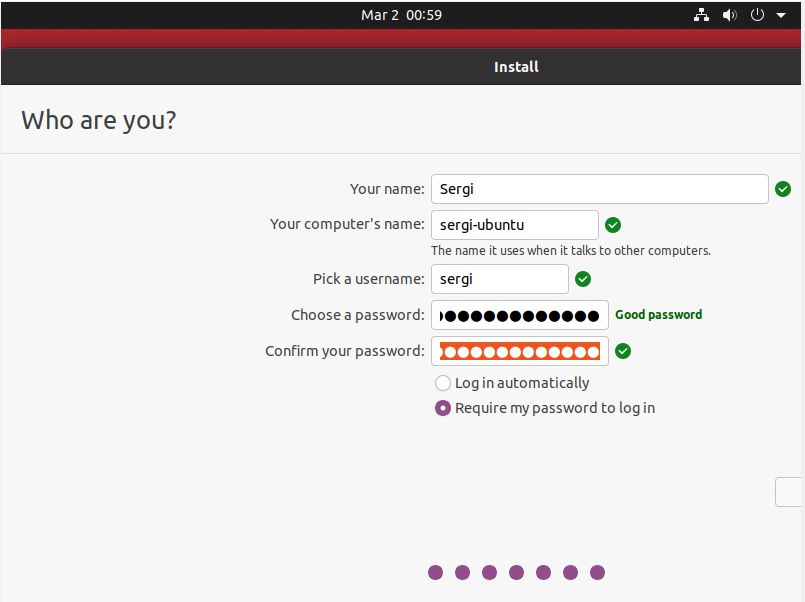 Mar 2 00:59
Install
Who are you?
Your name: Sergi
Your computer's name: sergi-ubuntu
The name it uses when it talks to other computers.
Pick a username: sergi
Choose a password: ●●●●●●●●●●●●● Good password
Confirm your password: ●●●●●●●●●●●●●
Log in automatically
Require my password to log in